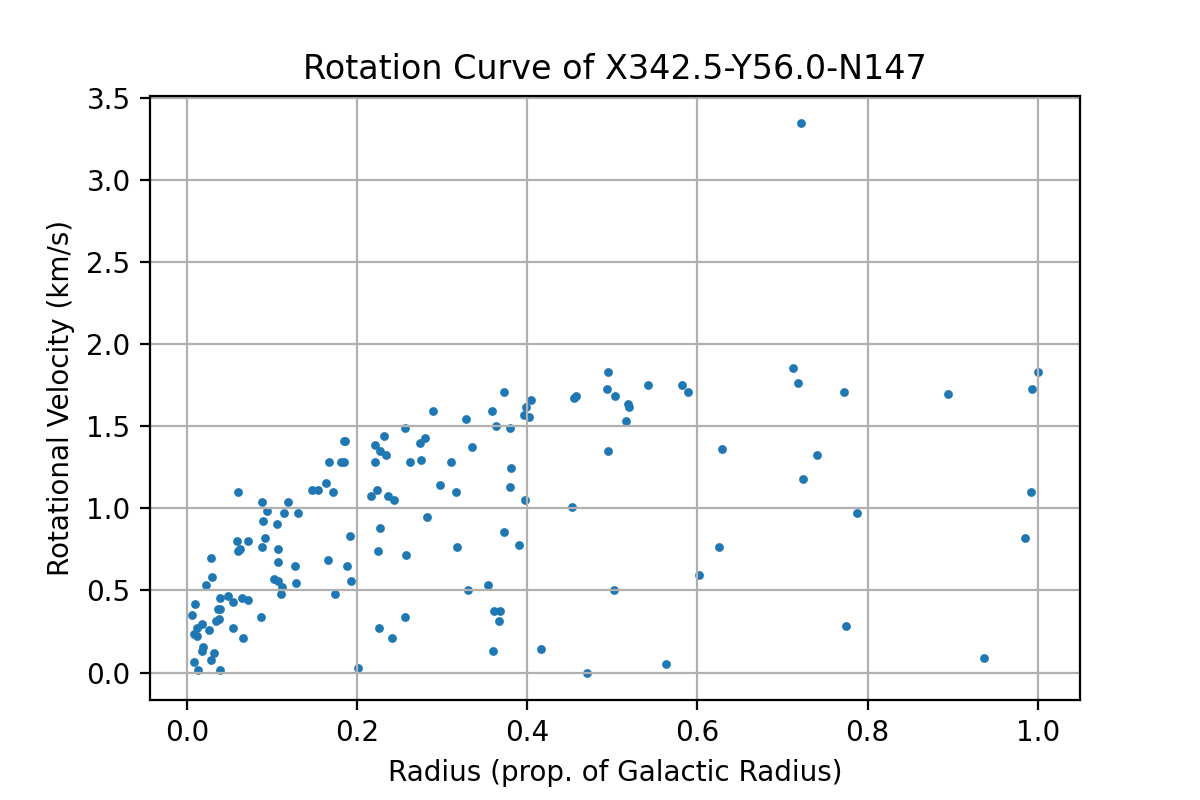 Rotation Curve of X342.5-Y56.0-N147
3.5
3.0
2.5
2.0
1.5
1.0
0.5
0.0
Rotational Velocity (km/s)
0.0 0.2 0.4 0.6 0.8 1.0
Radius (prop. of Galactic Radius)